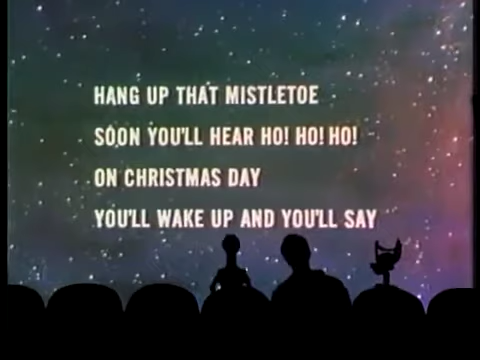 HANG UP THAT MISTLETOE
SOON YOU'LL HEAR HO! HO! HO!
ON CHRISTMAS DAY
YOU'LL WAKE UP AND YOU'LL SAY